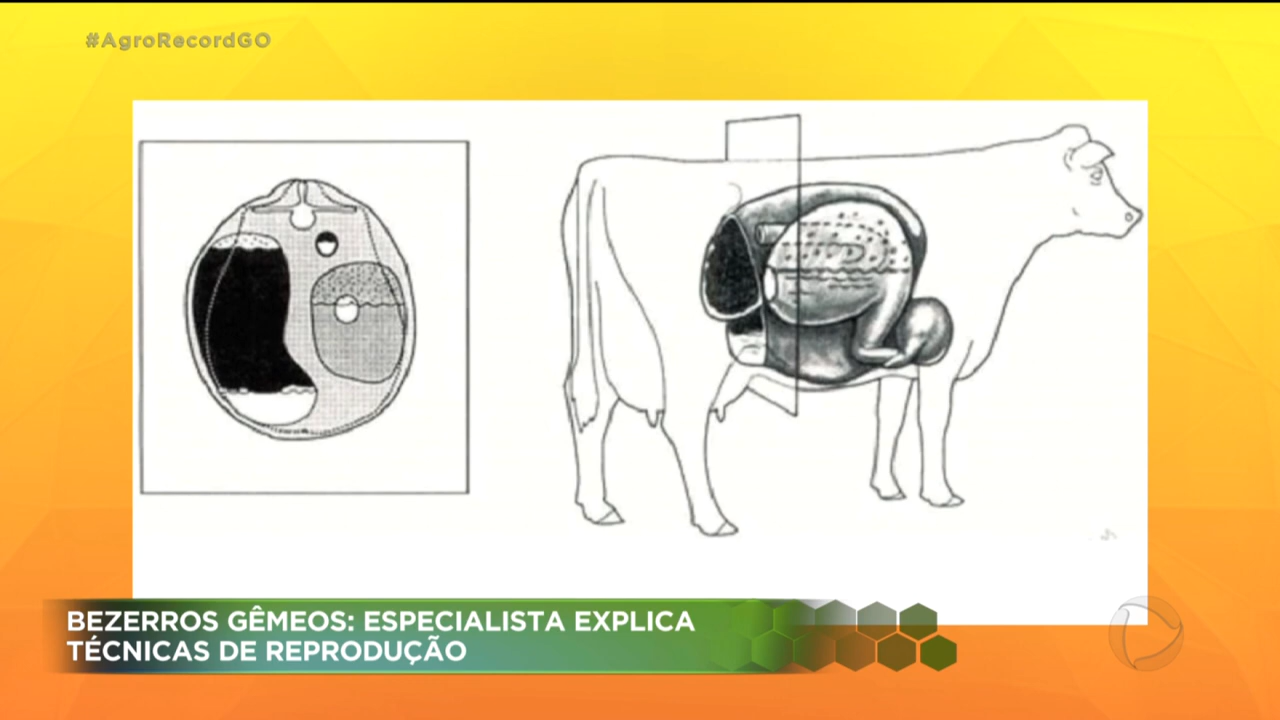 #AgroRecordGO
BEZERROS GÊMEOS: ESPECIALISTA EXPLICA
TÉCNICAS DE REPRODUÇÃO